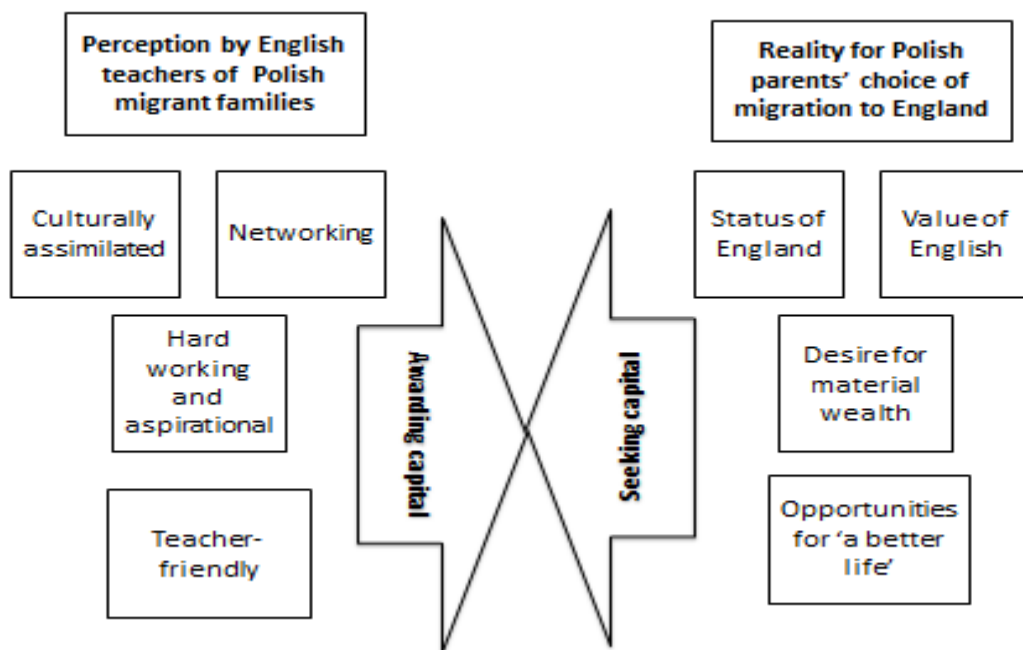 Perception by English
teachers of Polish
migrant families
Reality for Polish
parents' choice of
migration to England
Culturally
assimilated
Networking
Status of
England
Value of
English
Hard
working
and
aspirational
Awarding capital
Seeking capital
Desire for
material
wealth
Teacher-
friendly
Opportunities
for ‘a better
life’